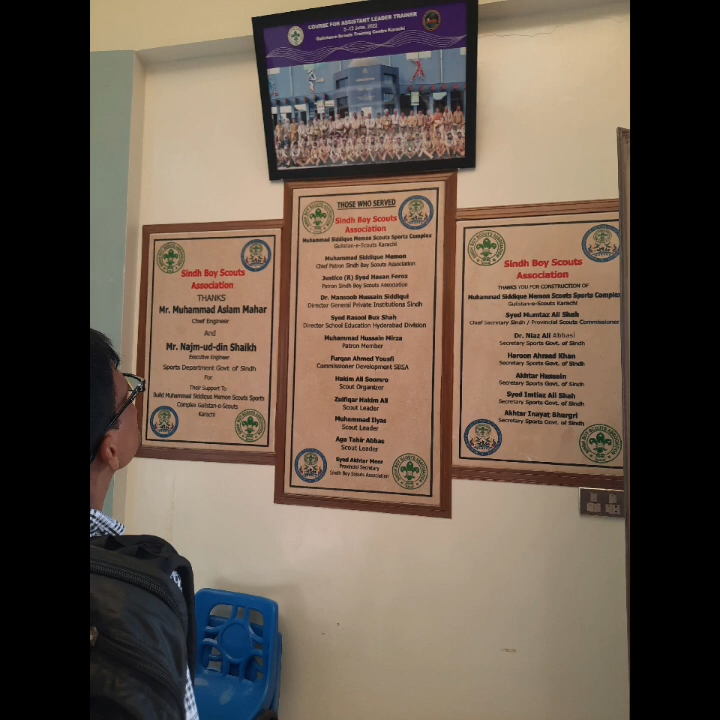 COURSE FOR ASSISTANT LEADER TRAINER
Gulistan-e-Scouts Training Centre Karachi
Sindh Boy Scouts
Association
THANKS
Mr. Muhammad Aslam Mahar
Chief Engineer
And
Mr. Najm-ud-din Shaikh
Executive Engineer
Sports Department Govt of Sindh
For
Their Support To
Build Muhammad Siddique Memon Scouts Sports
Complex Gulistan-e-Scouts
Karachi
THOSE WHO SERVED
Sindh Boy Scouts
Association
Muhammad Siddique Memon Scouts Sports Complex
Gulistan-e-Scouts Karachi
Muhammad Siddique Memon
Chief Patron Sindh Boy Scouts Association
Justice (R) Syed Hasan Feroz
Patron Sindh Boy Scouts Association
Dr. Mansoob Hussain Siddiqui
Director General Private Institutions Sindh
Syed Rasool Bux Shah
Director School Education Hyderabad Division
Muhammad Hussain Mirza
Patron Member
Furqan Ahmed Yousfi
Commissioner Development SBSA
Hakim Ali Soomro
Scout Organizer
Zulfiqar Hakim Ali
Scout Leader
Muhammad Ilyas
Scout Leader
Aga Tahir Abbas
Scout Leader
Syed Akhtar Meer
Provincial Secretary
Sindh Boy Scouts Association
Sindh Boy Scouts
Association
THANKS YOU FOR CONSTRUCTION OF
Muhammad Siddique Memon Scouts Sports Complex
Gulistan-e-Scouts Karachi
Syed Mumtaz Ali Shah
Chief Secretary Sindh / Provincial Scouts Commissioner
Dr. Niaz Ali Abbasi
Secretary Sports Govt. of Sindh
Haroon Ahmad Khan
Secretary Sports Govt. of Sindh
Akhtar Hussain
Secretary Sports Govt. of Sindh
Syed Imtiaz Ali Shah
Secretary Sports Govt. of Sindh
Akhtar Inayat Bhurgri
Secretary Sports Govt. of Sindh